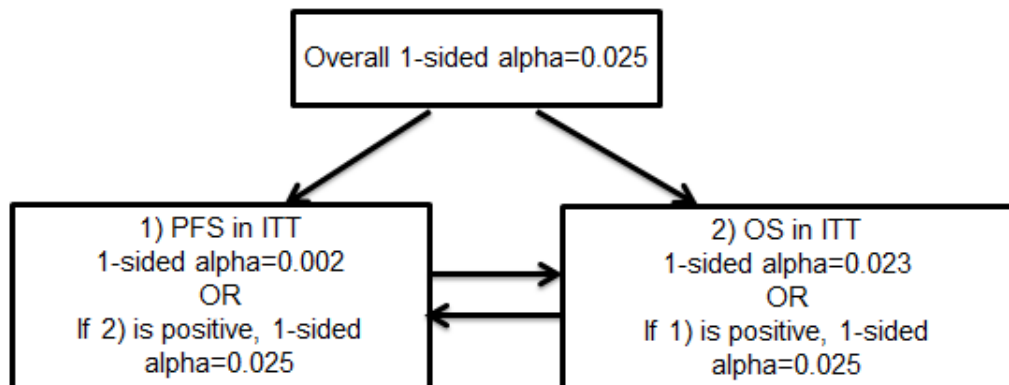 Overall 1-sided alpha=0.025
1) PFS in ITT
1-sided alpha=0.002
OR
If 2) is positive, 1-sided
alpha=0.025
2) OS in ITT
1-sided alpha=0.023
OR
If 1) is positive, 1-sided
alpha=0.025